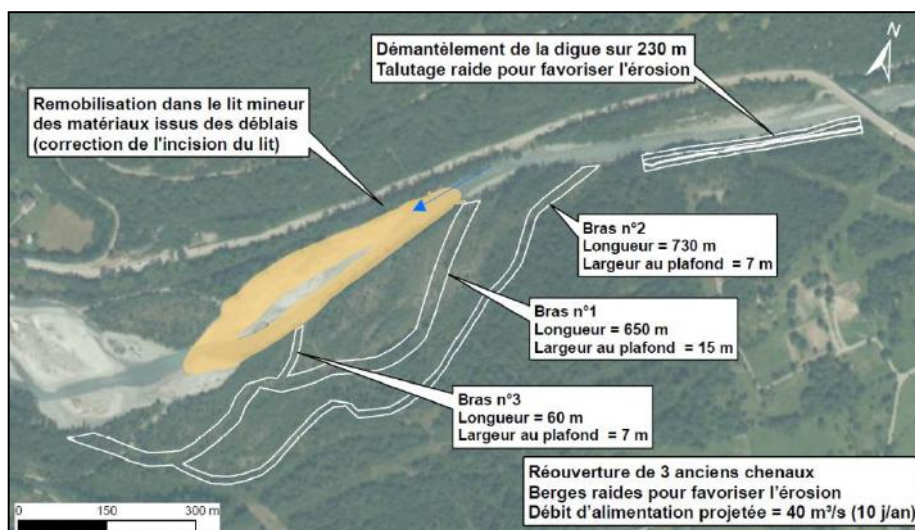 N
Démantèlement de la digue sur 230 m
Talutage raide pour favoriser l'érosion
Remobilisation dans le lit mineur
des matériaux issus des déblais
(correction de l'incision du lit)
Bras n°2
Longueur = 730 m
Largeur au plafond = 7 m
Bras n°1
Longueur = 650 m
Largeur au plafond = 15 m
Bras n°3
Longueur = 60 m
Largeur au plafond = 7 m
Réouverture de 3 anciens chenaux
Berges raides pour favoriser l'érosion
Débit d'alimentation projetée = 40 m³/s (10 j/an)
0 150 300 m